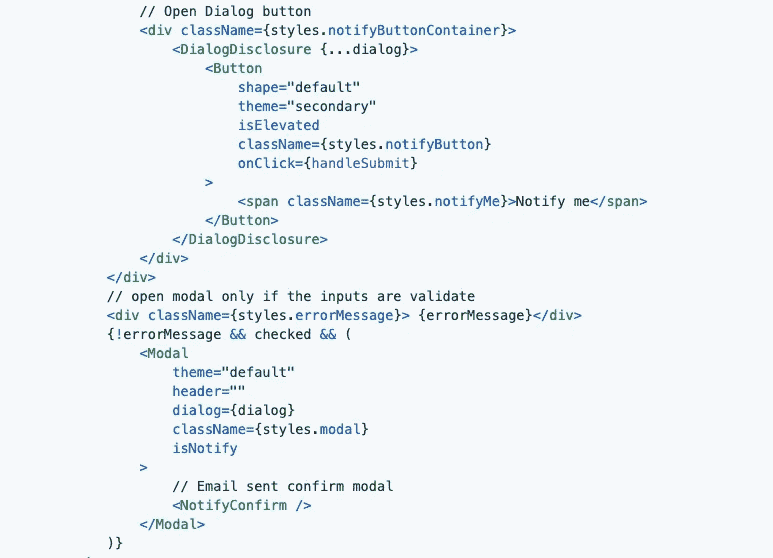 // Open Dialog button
<div className={styles.notifyButtonContainer}>
<DialogDisclosure {...dialog}>
<Button
shape="default"
theme="secondary"
isElevated
className={styles.notifyButton}
onClick={handleSubmit}
>
<span className={styles.notifyMe}>Notify me</span>
</Button>
</DialogDisclosure>
</div>
</div>
// open modal only if the inputs are validate
<div className={styles.errorMessage}> {errorMessage}</div>
{!errorMessage && checked && (
<Modal
theme="default"
header=""
dialog={dialog}
className={styles.modal}
isNotify
>
// Email sent confirm modal
<NotifyConfirm />
</Modal>
)}